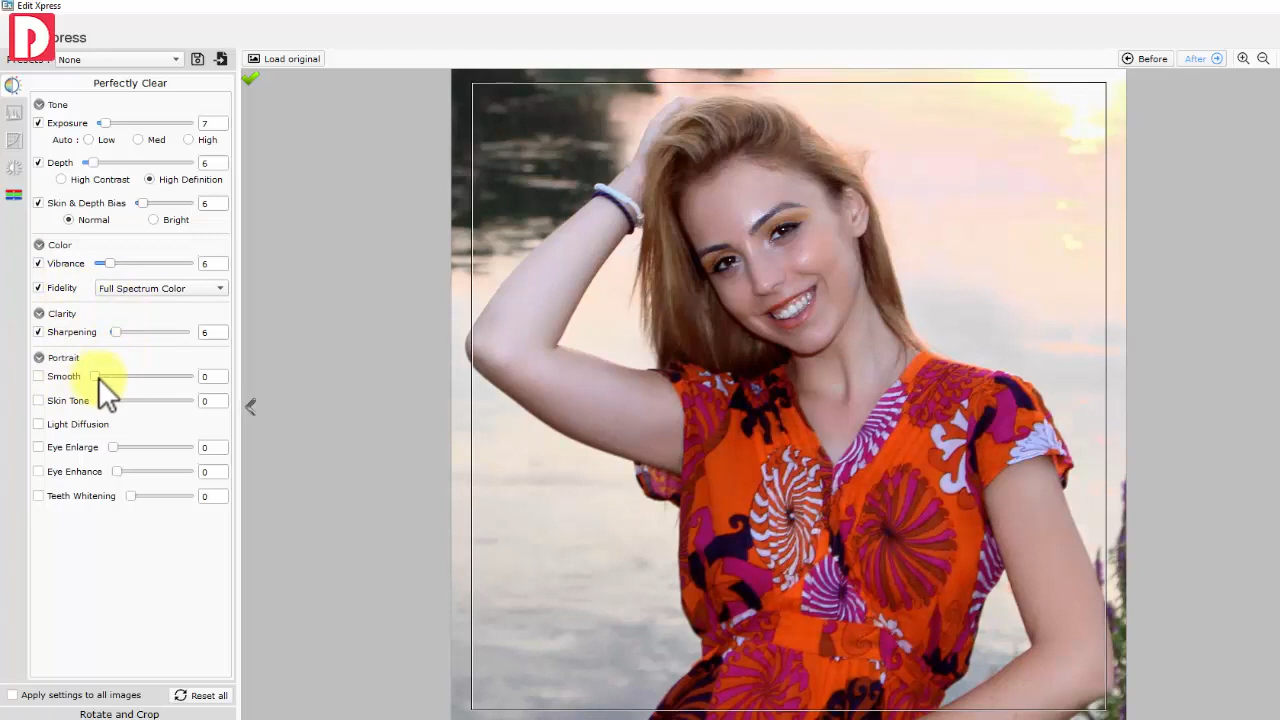 Edit Xpress
press
None
Load original
Before
After
Perfectly Clear
Tone
Exposure 7
Auto : Low Med High
Depth 6
High Contrast High Definition
Skin & Depth Bias 6
Normal Bright
Color
Vibrance 6
Fidelity Full Spectrum Color
Clarity
Sharpening 6
Portrait
Smooth 0
Skin Tone 0
Light Diffusion
Eye Enlarge 0
Eye Enhance 0
Teeth Whitening 0
Apply settings to all images Reset all
Rotate and Crop